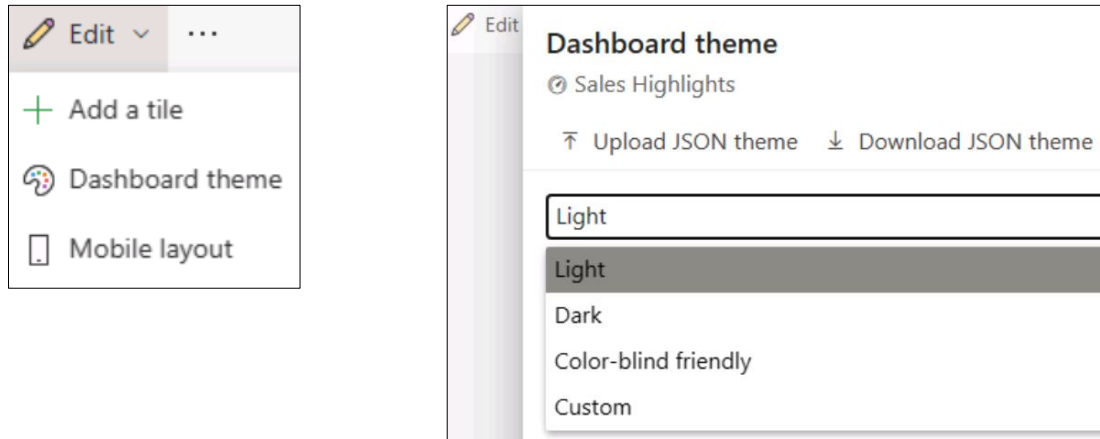 Edit
Add a tile
Dashboard theme
Mobile layout
Edit
Dashboard theme
Sales Highlights
Upload JSON theme Download JSON theme
Light
Light
Dark
Color-blind friendly
Custom